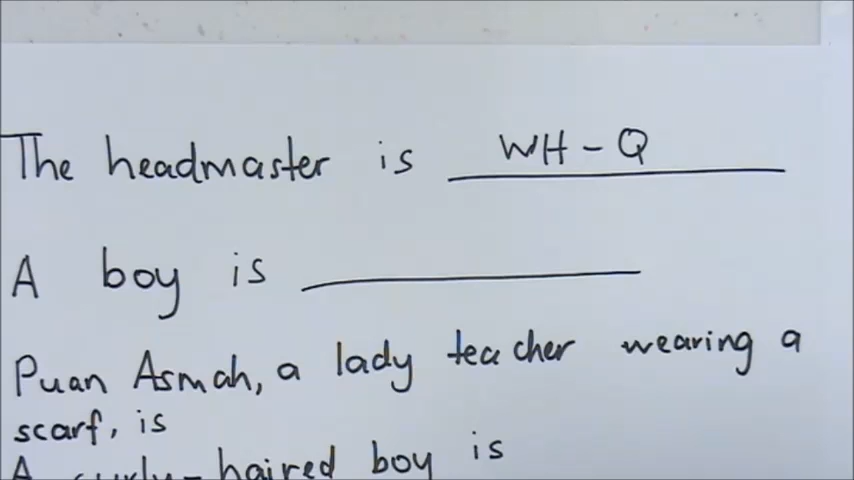 The headmaster is WH-Q
A boy is
Puan Asmah, a lady teacher wearing a
scarf, is
A curly-haired boy is